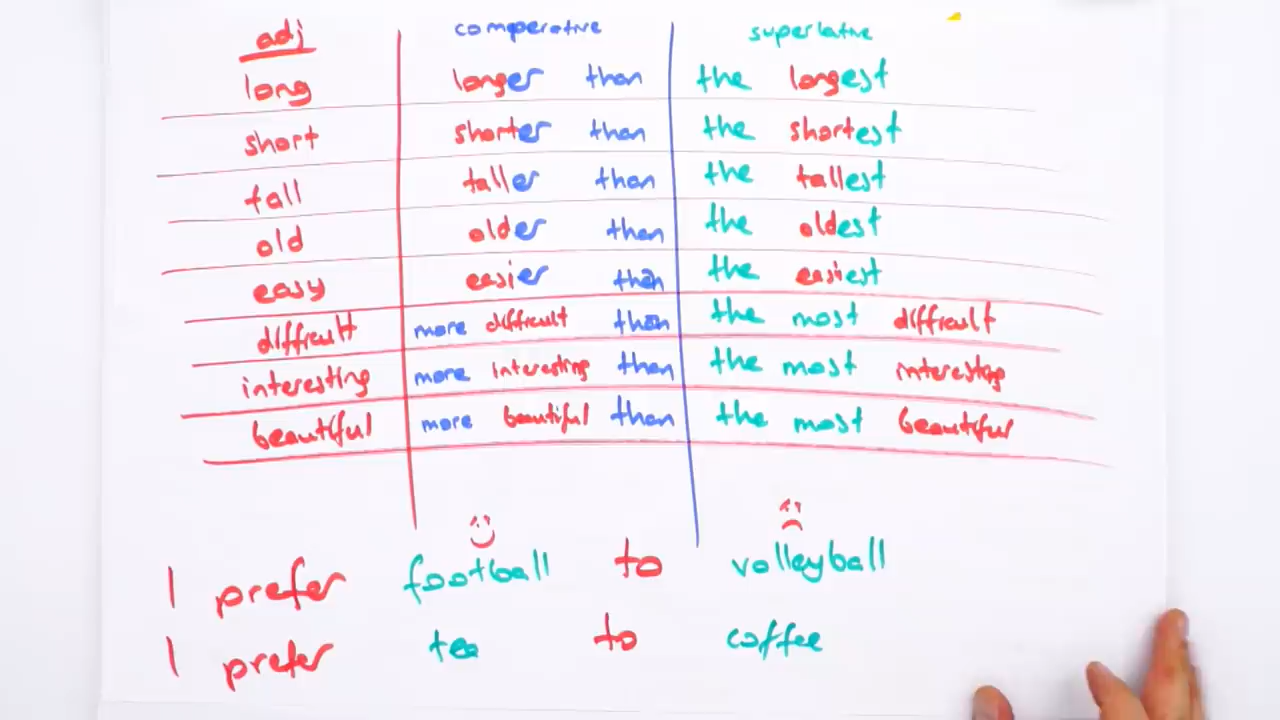 adj comperative superlative
long longer than the longest
short shorter than the shortest
tall taller than the tallest
old older than the oldest
easy easier than the easiest
difficult more difficult than the most difficult
interesting more interesting than the most interesting
beautiful more beautiful than the most beautiful
I prefer football to volleyball
I prefer tea to coffee